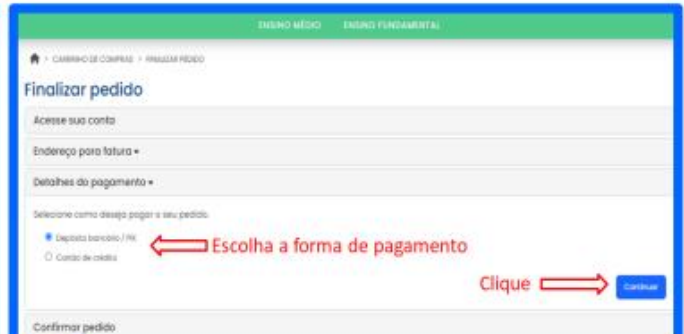 ENSINO MÉDIO ENSINO FUNDAMENTAL
> CARRINHO DE COMPRAS > FINALIZAR PEDIDO
Finalizar pedido
Acesse sua conta
Endereço para fatura
Detalhes do pagamento
Selecione como deseja pagar o seu pedido.
Depósito bancário / PIX
Escolha a forma de pagamento
Cartão de crédito
Clique
Continuar
Confirmar pedido